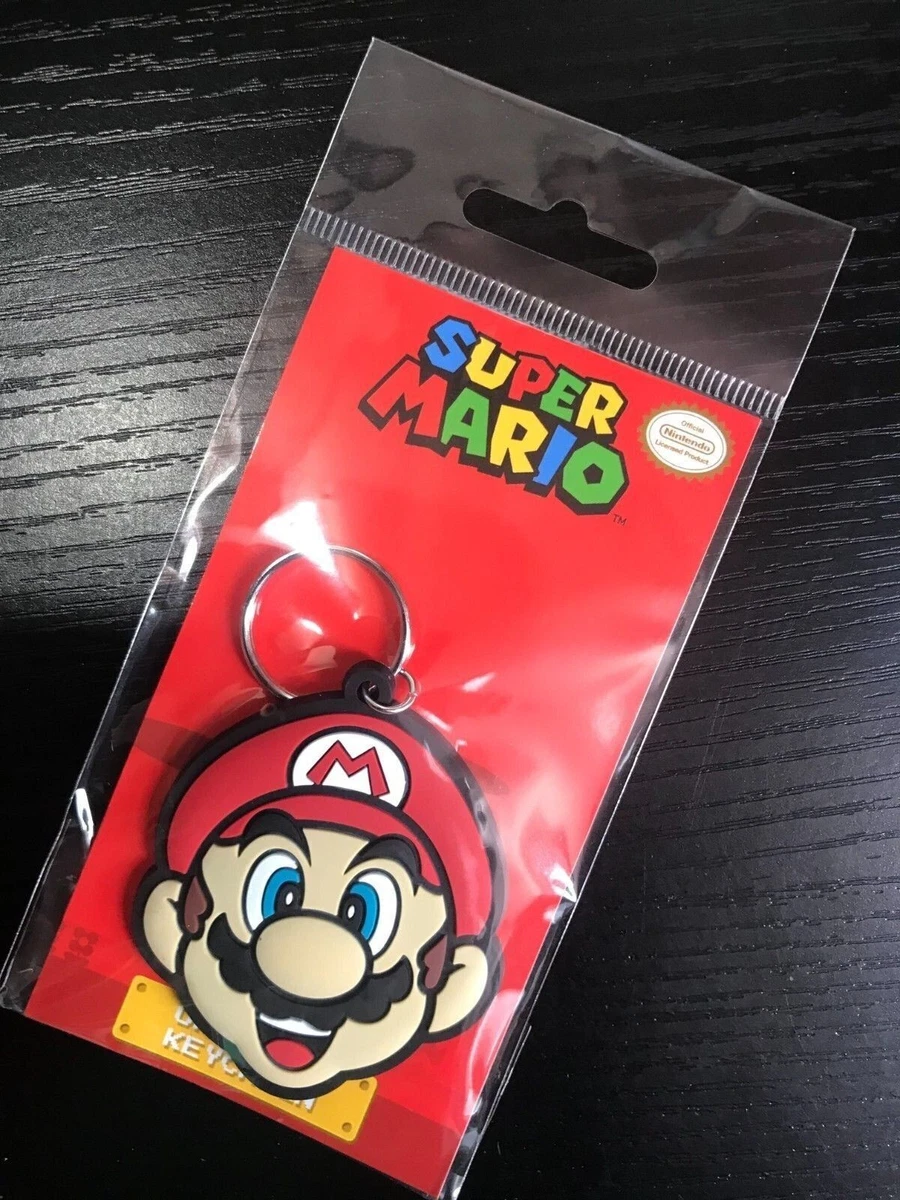 SUPER
MARIO
TM
Official
Nintendo
Licensed Product
M